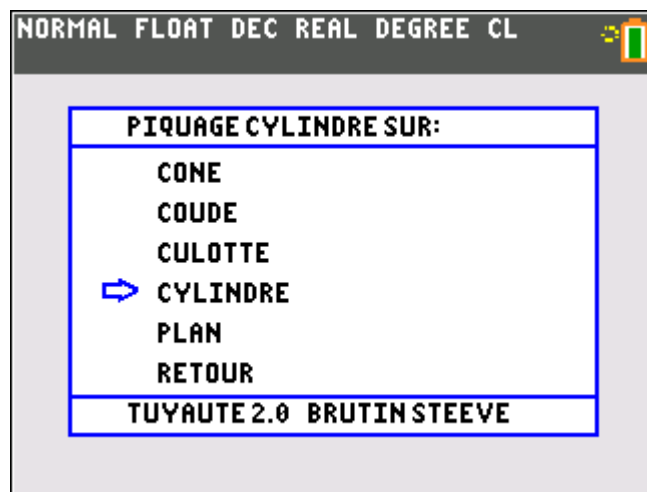 NORMAL FLOAT DEC REAL DEGREE CL
PIQUAGE CYLINDRE SUR:
CONE
COUDE
CULOTTE
CYLINDRE
PLAN
RETOUR
TUYAUTE 2.0 BRUTIN STEEVE